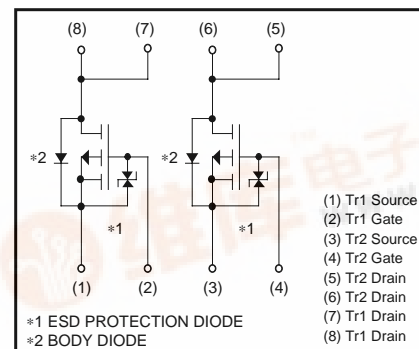 (8) (7) (6) (5)
∗2 ∗2
∗1 ∗1
(1) (2) (3) (4)
∗1 ESD PROTECTION DIODE
∗2 BODY DIODE
(1) Tr1 Source
(2) Tr1 Gate
(3) Tr2 Source
(4) Tr2 Gate
(5) Tr2 Drain
(6) Tr2 Drain
(7) Tr1 Drain
(8) Tr1 Drain